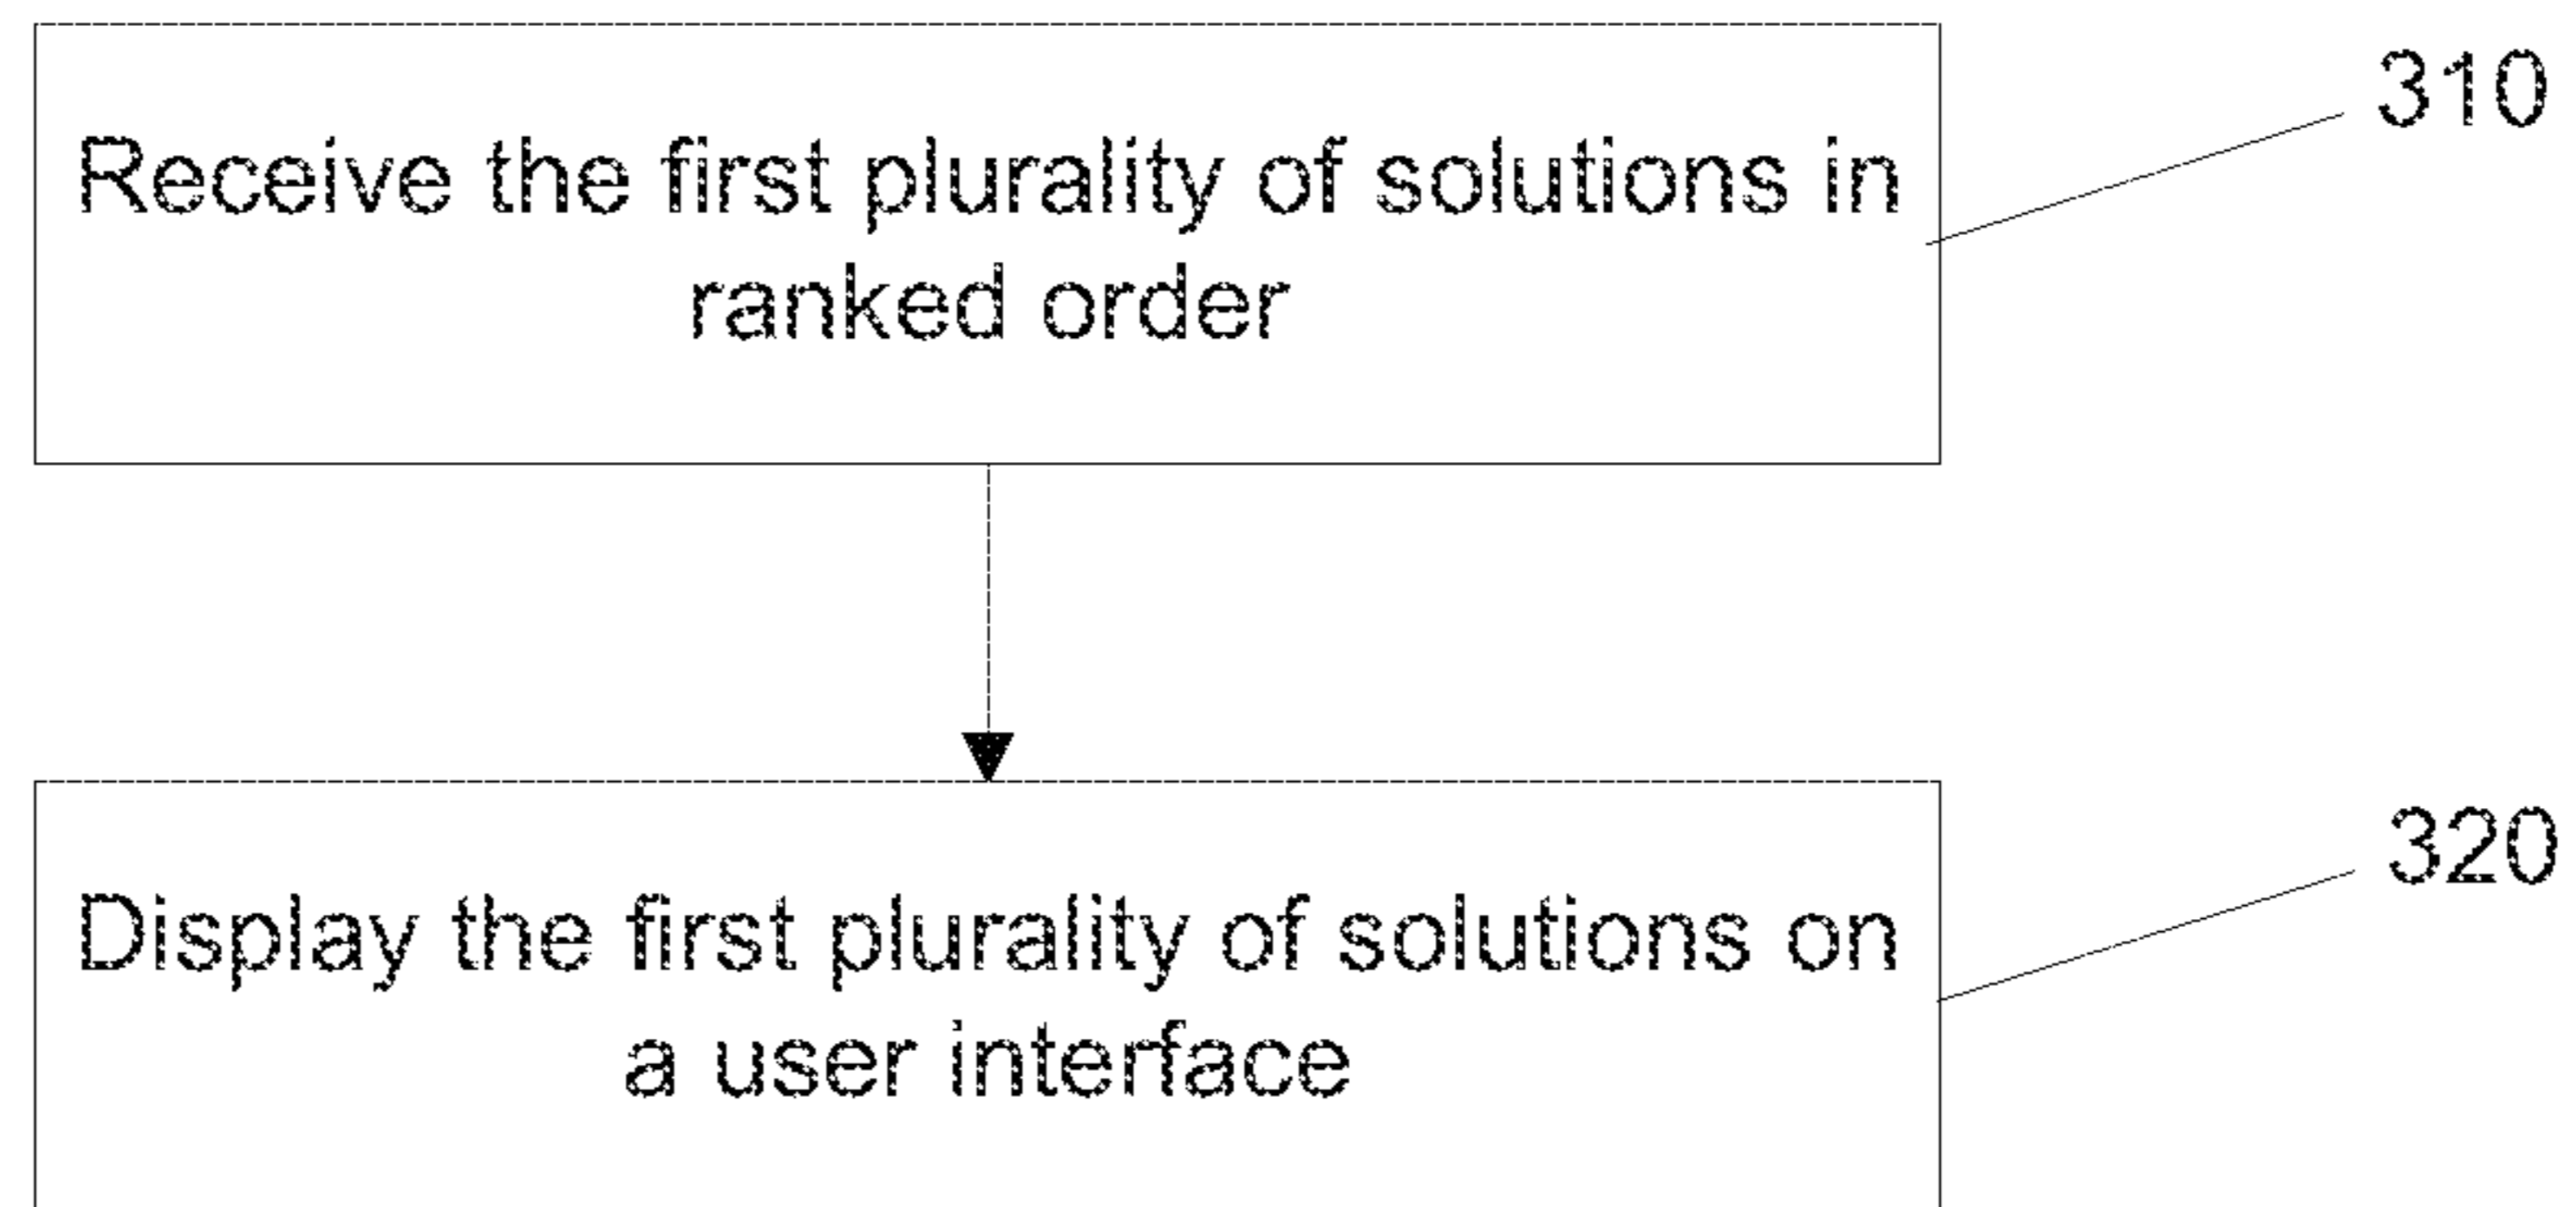 310
Receive the first plurality of solutions in
ranked order
320
Display the first plurality of solutions on
a user interface